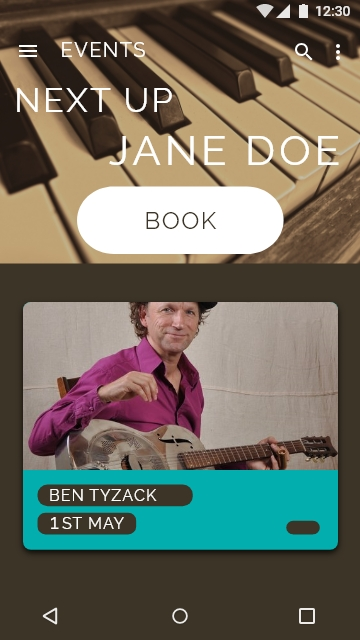 12:30
EVENTS
NEXT UP
JANE DOE
BOOK
BEN TYZACK
1ST MAY